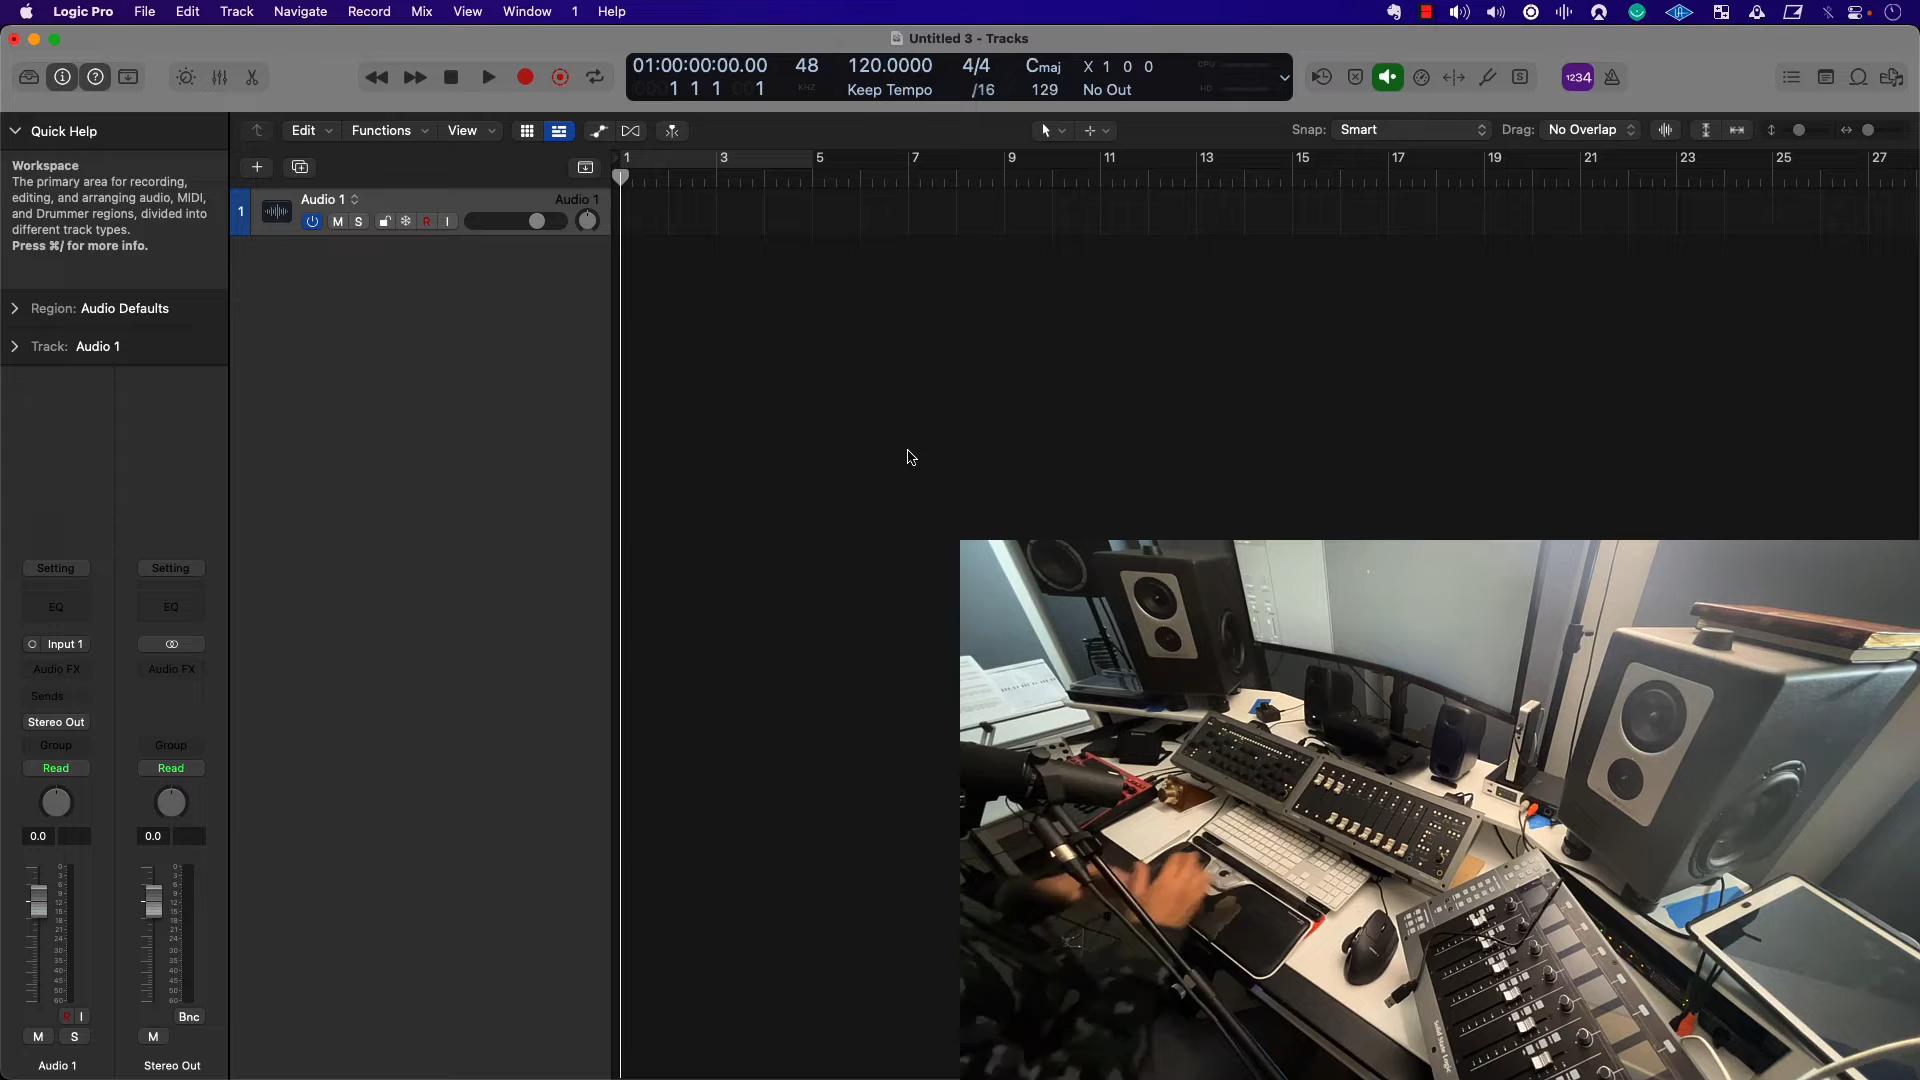 Logic Pro File Edit Track Navigate Record Mix View Window 1 Help
Untitled 3 - Tracks
01:00:00:00.00 48 120.0000 4/4 Cmaj X 1 0 0
1 1 1 1 KHZ Keep Tempo /16 129 No Out
CPU
HD
1234
Quick Help
Edit Functions View
Snap: Smart Drag: No Overlap
1 3 5 7 9 11 13 15 17 19 21 23 25 27
Workspace
The primary area for recording,
editing, and arranging audio, MIDI,
and Drummer regions, divided into
different track types.
Press ⌘/ for more info.
1 Audio 1 Audio 1
M S R I
Region: Audio Defaults
Track: Audio 1
Setting Setting
EQ EQ
Input 1
Audio FX Audio FX
Sends
Stereo Out
Group Group
Read Read
0.0 0.0
R I Bnc
M S M
Audio 1 Stereo Out
Solid State Logic